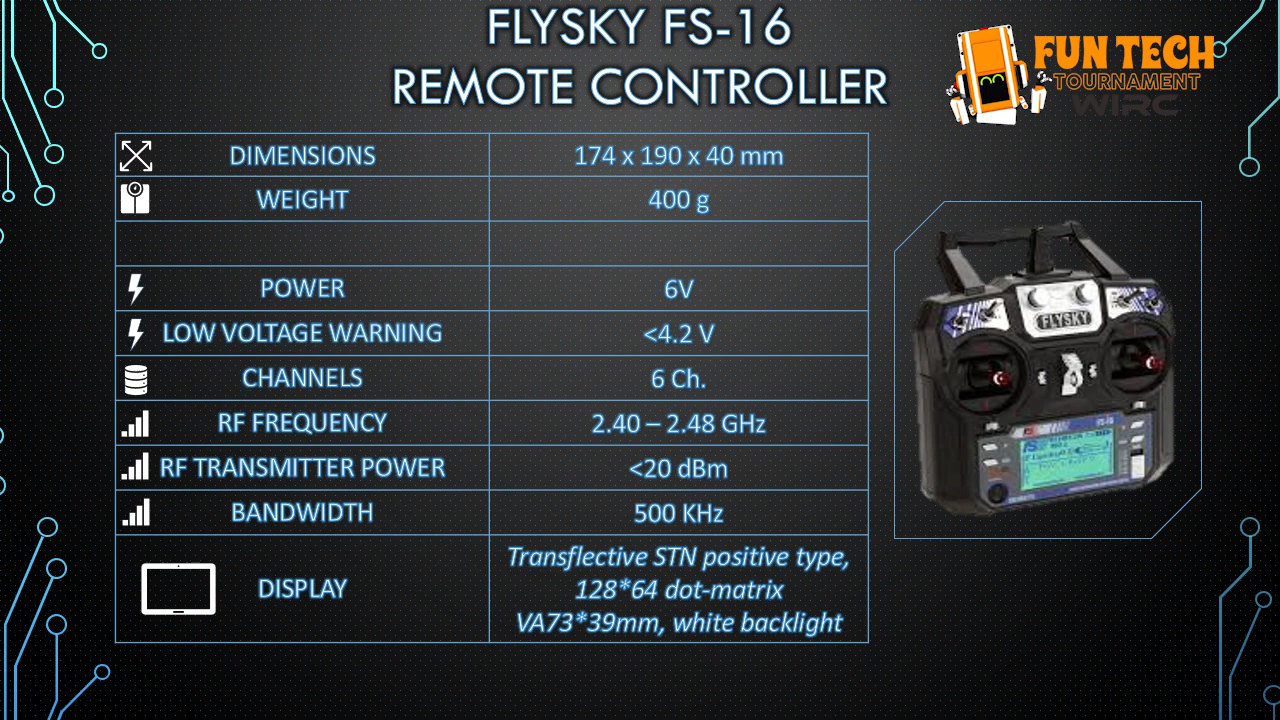 FLYSKY FS-16
REMOTE CONTROLLER
FUN TECH
TOURNAMENT
WIRC
DIMENSIONS
174 x 190 x 40 mm
WEIGHT
400 g
POWER
6V
LOW VOLTAGE WARNING
<4.2 V
CHANNELS
6 Ch.
RF FREQUENCY
2.40 – 2.48 GHz
RF TRANSMITTER POWER
<20 dBm
BANDWIDTH
500 KHz
DISPLAY
Transflective STN positive type,
128*64 dot-matrix
VA73*39mm, white backlight
FLYSKY